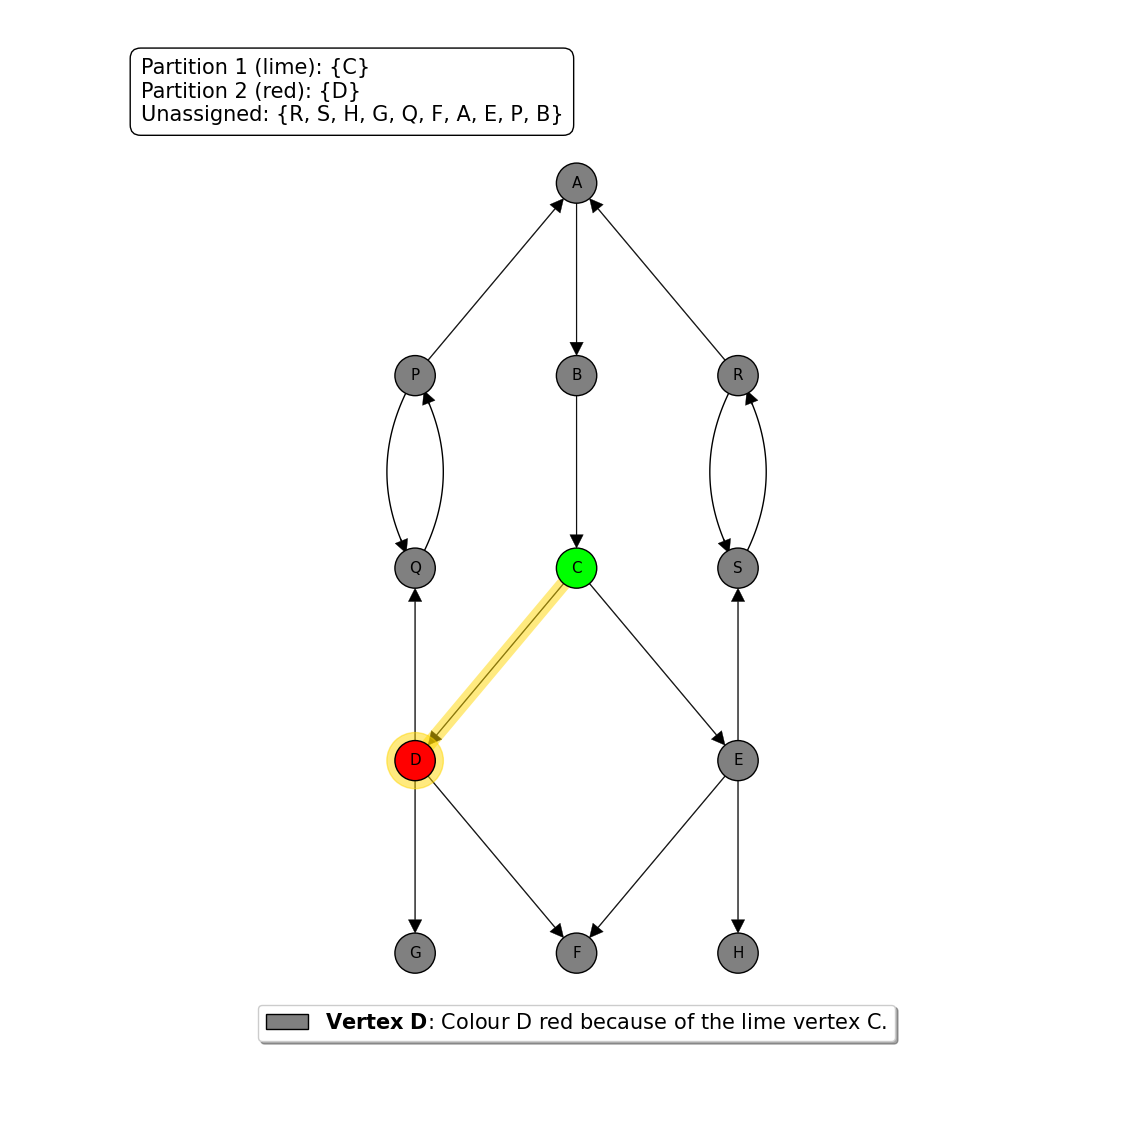 Partition 1 (lime): {C}
Partition 2 (red): {D}
Unassigned: {R, S, H, G, Q, F, A, E, P, B}
A
P B R
Q C S
D E
G F H
Vertex D: Colour D red because of the lime vertex C.